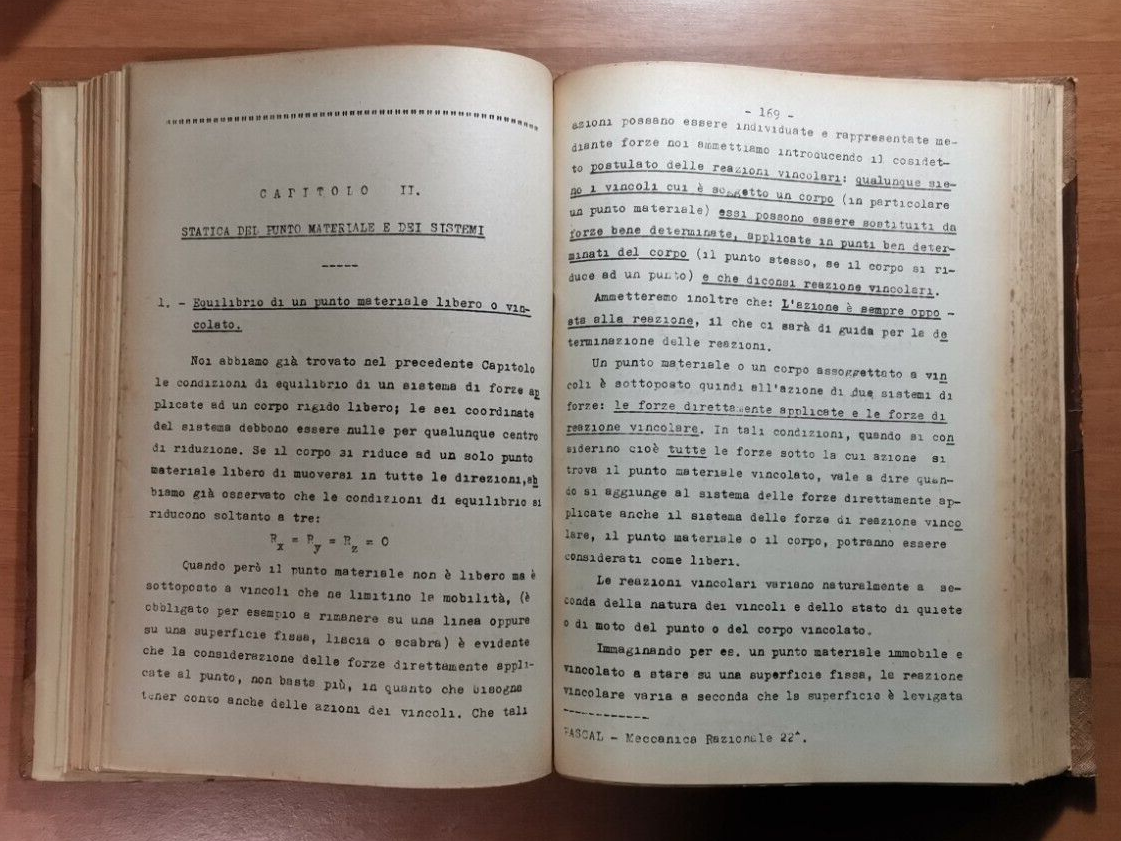 """"""""""""""""""""""""""""""""""""""""""""""""""""""""
CAPITOLO II.
STATICA DEL PUNTO MATERIALE E DEI SISTEMI
-----
1. - Equilibrio di un punto materiale libero o vin-
colato.
Noi abbiamo già trovato nel precedente Capitolo
le condizioni di equilibrio di un sistema di forze ap
plicate ad un corpo rigido libero; le sei coordinate
del sistema debbono essere nulle per qualunque centro
di riduzione. Se il corpo si riduce ad un solo punto
materiale libero di muoversi in tutte le direzioni,ab
biamo già osservato che le condizioni di equilibrio si
riducono soltanto a tre:
Rx = Ry = Rz = 0
Quando però il punto materiale non è libero ma è
sottoposto a vincoli che ne limitino la mobilità, (è
obbligato per esempio a rimanere su una linea oppure
su una superficie fissa, liscia o scabra) è evidente
che la considerazione delle forze direttamente appli-
cate al punto, non basta più, in quanto che bisogna
tener conto anche delle azioni dei vincoli. Che tali
- 169 -
azioni possano essere individuate e rappresentate me-
diante forze noi ammettiamo introducendo il cosidet-
to postulato delle reazioni vincolari: qualunque sie-
no i vincoli cui è soggetto un corpo (in particolare
un punto materiale) essi possono essere sostituiti da
forze bene determinate, applicate in punti ben deter-
minati del corpo (il punto stesso, se il corpo si ri-
duce ad un punto) e che diconsi reazione vincolari.
Ammetteremo inoltre che: L'azione è sempre oppo -
sta alla reazione, il che ci sarà di guida per la de
terminazione delle reazioni.
Un punto materiale o un corpo assoggettato a vin
coli è sottoposto quindi all'azione di due sistemi di
forze: le forze direttamente applicate e le forze di
reazione vincolare. In tali condizioni, quando si con
siderino cioè tutte le forze sotto la cui azione si
trova il punto materiale vincolato, vale a dire quan-
do si aggiunge al sistema delle forze direttamente ap-
plicate anche il sistema delle forze di reazione vinco
lare, il punto materiale o il corpo, potranno essere
considerati come liberi.
Le reazioni vincolari variano naturalmente a se-
conda della natura dei vincoli e dello stato di quiete
o di moto del punto o del corpo vincolato.
Immaginando per es. un punto materiale immobile e
vincolato a stare su una superficie fissa, la reazione
vincolare varia a seconda che la superficie è levigata
------------
PASCAL - Meccanica Razionale 22^.